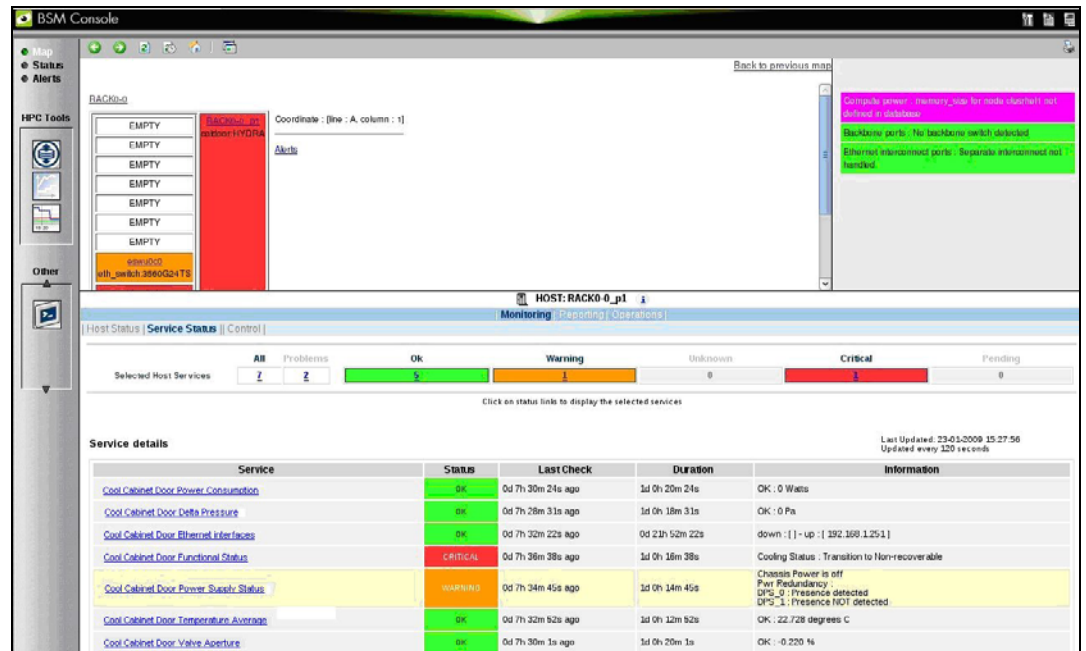 BSM Console
Map
Status
Alerts
HPC Tools
Other
Back to previous map
RACK0-0
EMPTY
EMPTY
EMPTY
EMPTY
EMPTY
EMPTY
EMPTY
eswu0c0
eth_switch:3560G24TS
RACK0-0_p1
coldoor:HYDRA
Coordinate : [line : A, column : 1]
Alerts
Compute power : memory_size for node clushaft not
defined in database
Backbone ports : No backbone switch detected
Ethernet interconnect ports : Separate interconnect not
handled.
HOST: RACK0-0_p1
| Monitoring | Reporting | Operations |
| Host Status | Service Status || Control |
All Problems Ok Warning Unknown Critical Pending
Selected Host Services 7 2 5 1 0 1 0
Click on status links to display the selected services
Service details
Last Updated: 23-01-2009 15:27:56
Updated every 120 seconds
Service Status Last Check Duration Information
Cool Cabinet Door Power Consumption OK 0d 7h 30m 24s ago 1d 0h 20m 24s OK : 0 Watts
Cool Cabinet Door Delta Pressure OK 0d 7h 28m 31s ago 1d 0h 18m 31s OK : 0 Pa
Cool Cabinet Door Ethernet interfaces OK 0d 7h 32m 22s ago 0d 21h 52m 22s down : [ ] - up : [ 192.168.1.251 ]
Cool Cabinet Door Functional Status CRITICAL 0d 7h 36m 38s ago 1d 0h 16m 38s Cooling Status : Transition to Non-recoverable
Cool Cabinet Door Power Supply Status WARNING 0d 7h 34m 45s ago 1d 0h 14m 45s Chassis Power is off
Pwr Redundancy :
DPS_0 : Presence detected
DPS_1 : Presence NOT detected
Cool Cabinet Door Temperature Average OK 0d 7h 32m 52s ago 1d 0h 12m 52s OK : 22.728 degrees C
Cool Cabinet Door Valve Aperture OK 0d 7h 30m 1s ago 1d 0h 20m 1s OK : -0.220 %